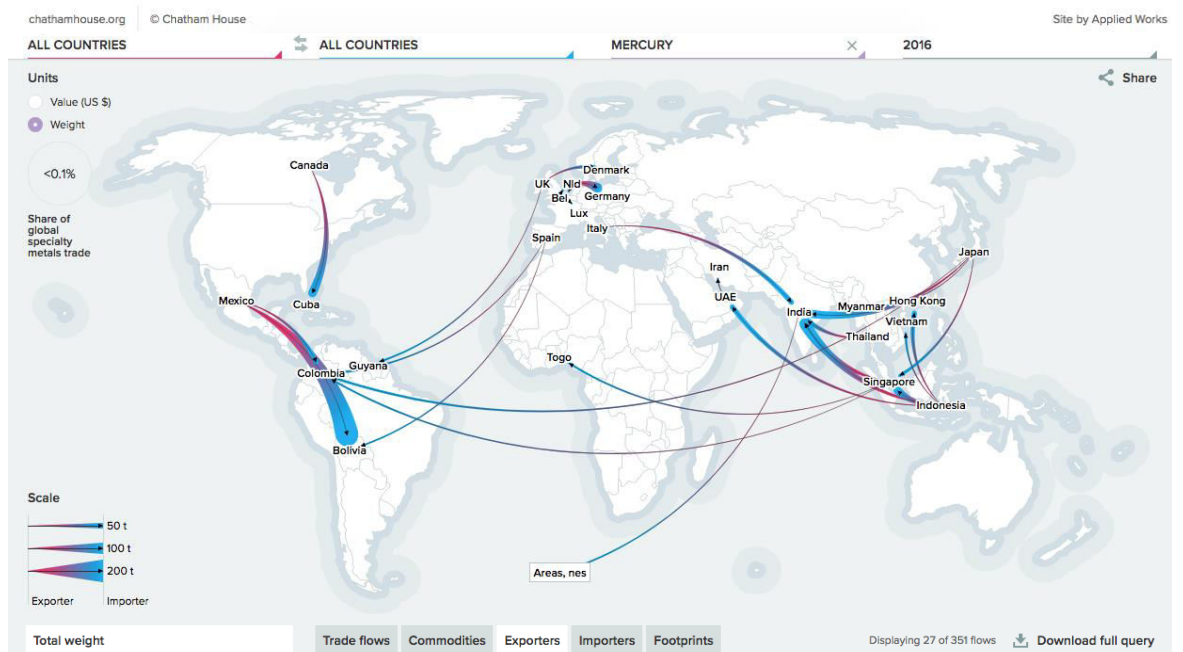 chathamhouse.org © Chatham House Site by Applied Works
ALL COUNTRIES ALL COUNTRIES MERCURY 2016
Units
Share
Value (US $)
Weight
<0.1%
Share of
global
specialty
metals trade
Canada
Denmark
UK Nld
Bel Germany
Lux
Italy
Spain
Japan
Iran
Mexico Cuba
UAE
India Myanmar Hong Kong
Vietnam
Thailand
Togo
Guyana
Colombia
Singapore
Indonesia
Bolivia
Scale
50 t
100 t
200 t
Areas, nes
Exporter Importer
Total weight Trade flows Commodities Exporters Importers Footprints Displaying 27 of 351 flows Download full query